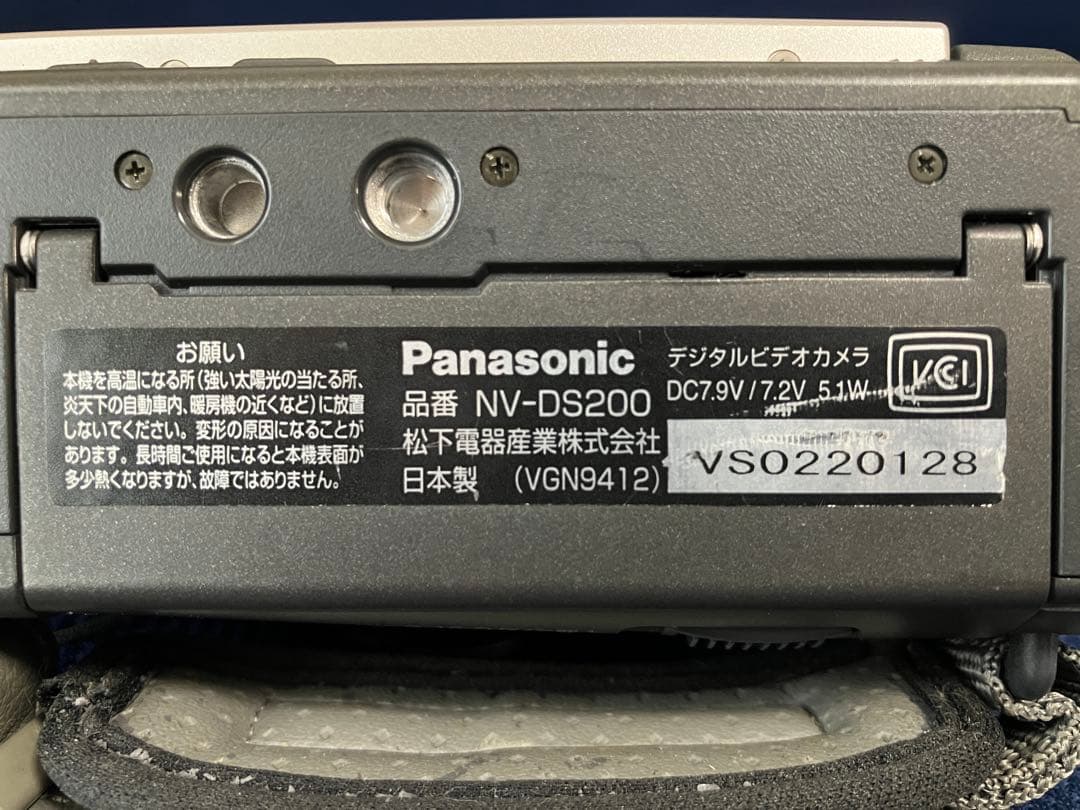 お願い
本機を高温になる所(強い太陽光の当たる所、
炎天下の自動車内、暖房機の近くなど)に放置
しないでください。変形の原因になることが
あります。長時間ご使用になると本機表面が
多少熱くなりますが、故障ではありません。
Panasonic
品番 NV-DS200
松下電器産業株式会社
日本製 (VGN9412)
デジタルビデオカメラ
DC7.9V/7.2V 5.1W
VCCI
VS0220128